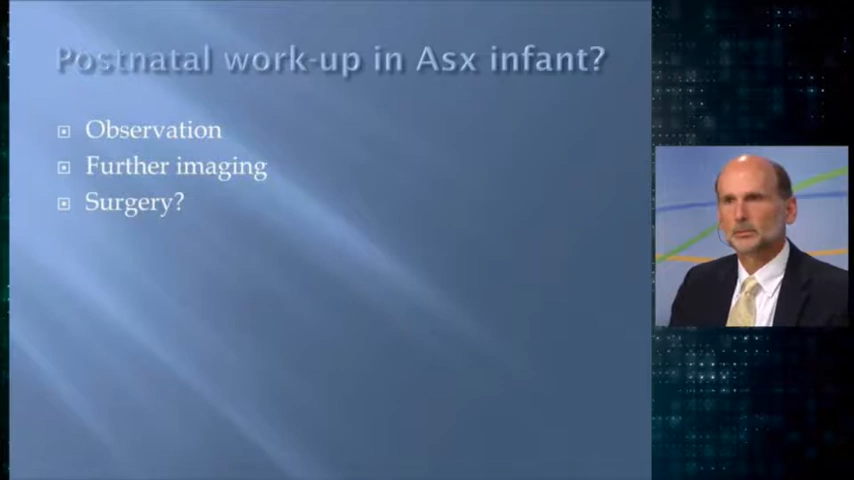 Postnatal work-up in Asx infant?
Observation
Further imaging
Surgery?